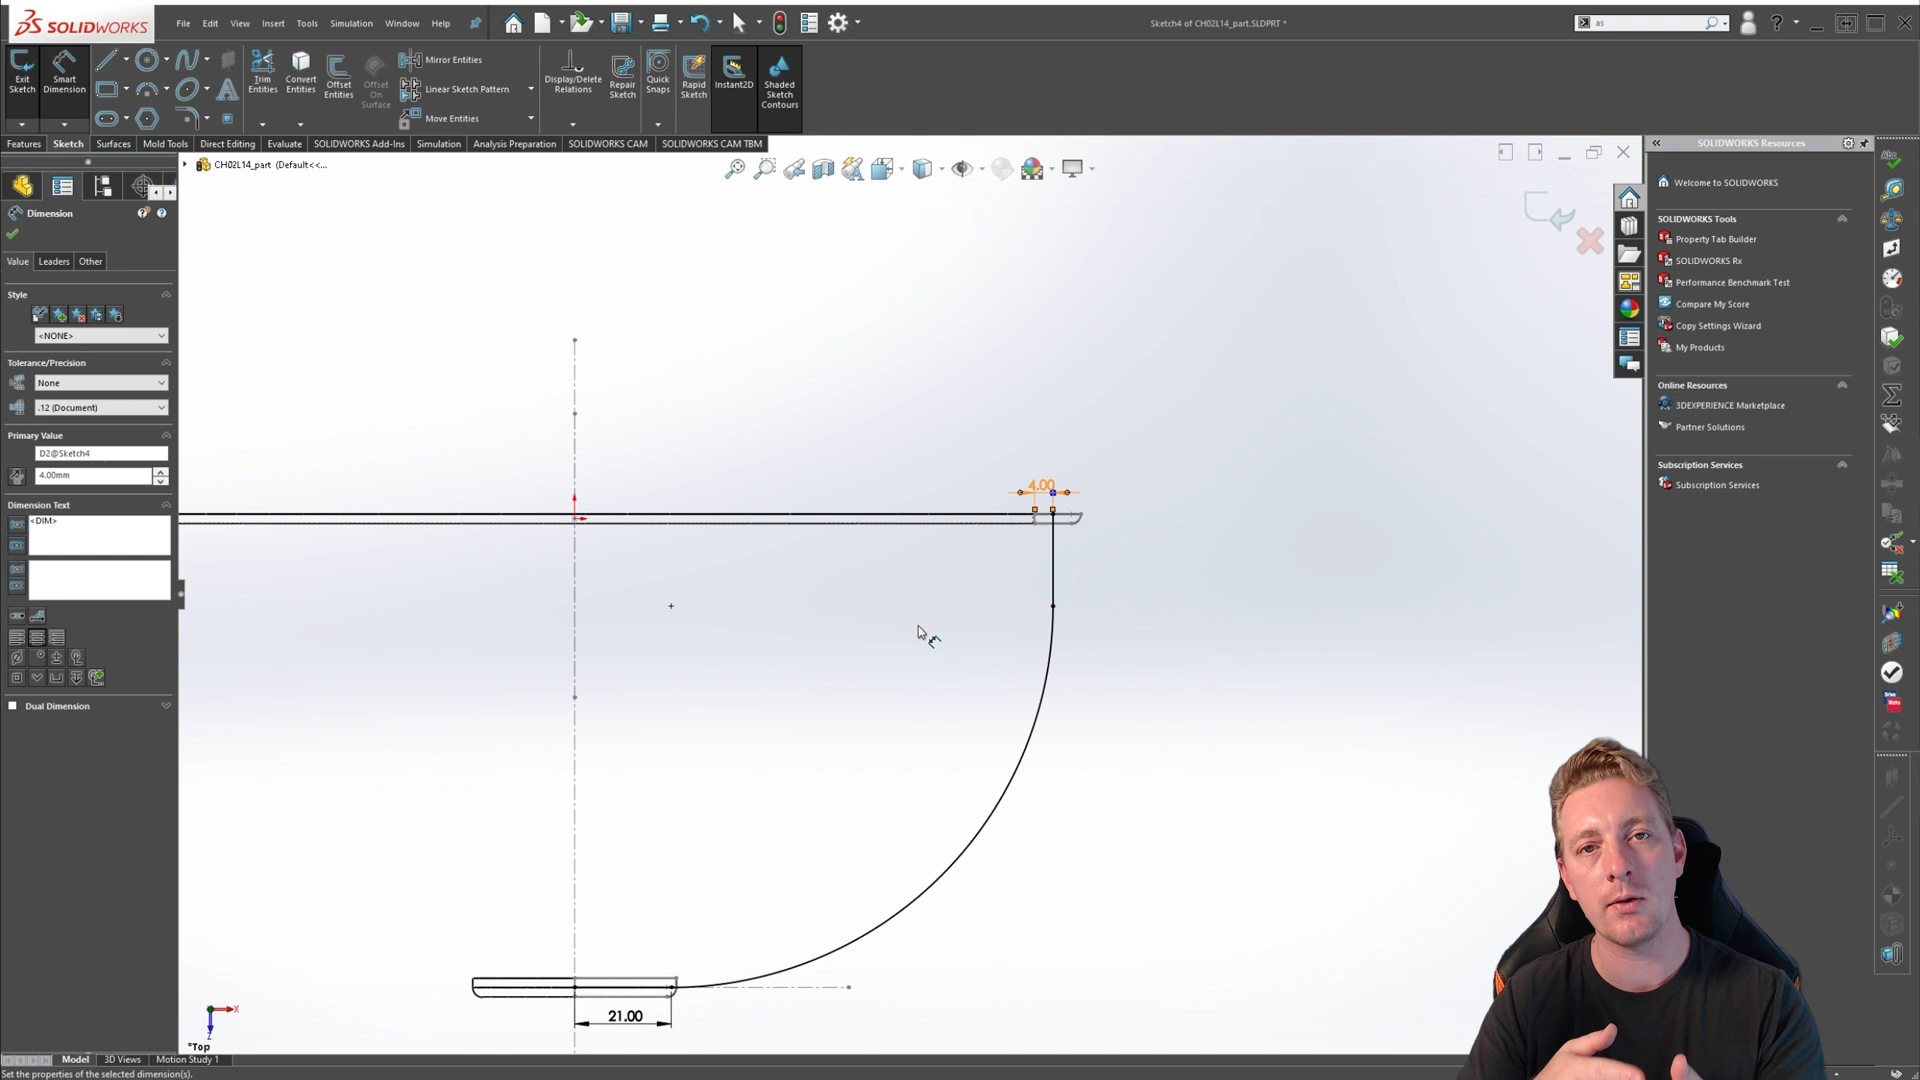 SOLIDWORKS
File Edit View Insert Tools Simulation Window Help
Sketch4 of CH02L14_part.SLDPRT *
as
Exit Sketch
Smart Dimension
Trim Entities
Convert Entities
Offset Entities
Offset On Surface
Mirror Entities
Linear Sketch Pattern
Move Entities
Display/Delete Relations
Repair Sketch
Quick Snaps
Rapid Sketch
Instant2D
Shaded Sketch Contours
Features Sketch Surfaces Mold Tools Direct Editing Evaluate SOLIDWORKS Add-Ins Simulation Analysis Preparation SOLIDWORKS CAM SOLIDWORKS CAM TBM
CH02L14_part (Default<<...
Dimension
Value Leaders Other
Style
<NONE>
Tolerance/Precision
None
.12 (Document)
Primary Value
D2@Sketch4
4.00mm
Dimension Text
<DIM>
Dual Dimension
4.00
21.00
X
Z
*Top
SOLIDWORKS Resources
Welcome to SOLIDWORKS
SOLIDWORKS Tools
Property Tab Builder
SOLIDWORKS Rx
Performance Benchmark Test
Compare My Score
Copy Settings Wizard
My Products
Online Resources
3DEXPERIENCE Marketplace
Partner Solutions
Subscription Services
Subscription Services
Model 3D Views Motion Study 1
Set the properties of the selected dimension(s).